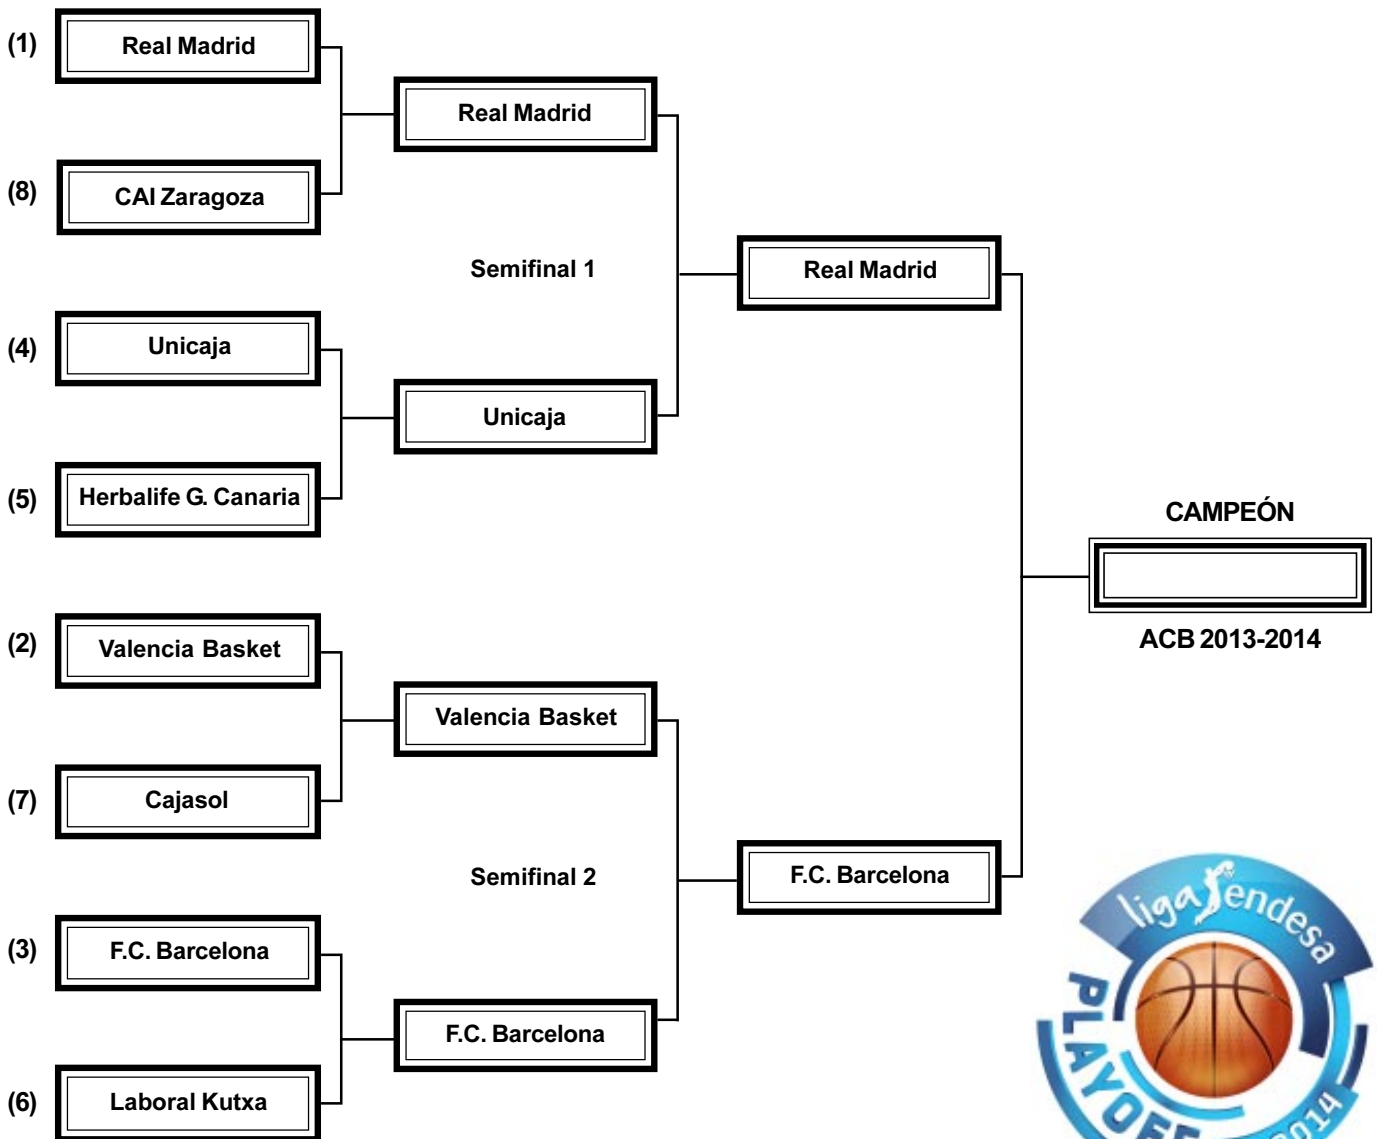 (1) Real Madrid
Real Madrid
(8) CAI Zaragoza
Semifinal 1
Real Madrid
(4) Unicaja
Unicaja
(5) Herbalife G. Canaria
CAMPEÓN
ACB 2013-2014
(2) Valencia Basket
Valencia Basket
(7) Cajasol
Semifinal 2
F.C. Barcelona
(3) F.C. Barcelona
F.C. Barcelona
(6) Laboral Kutxa
liga endesa
PLAYOFF 2014